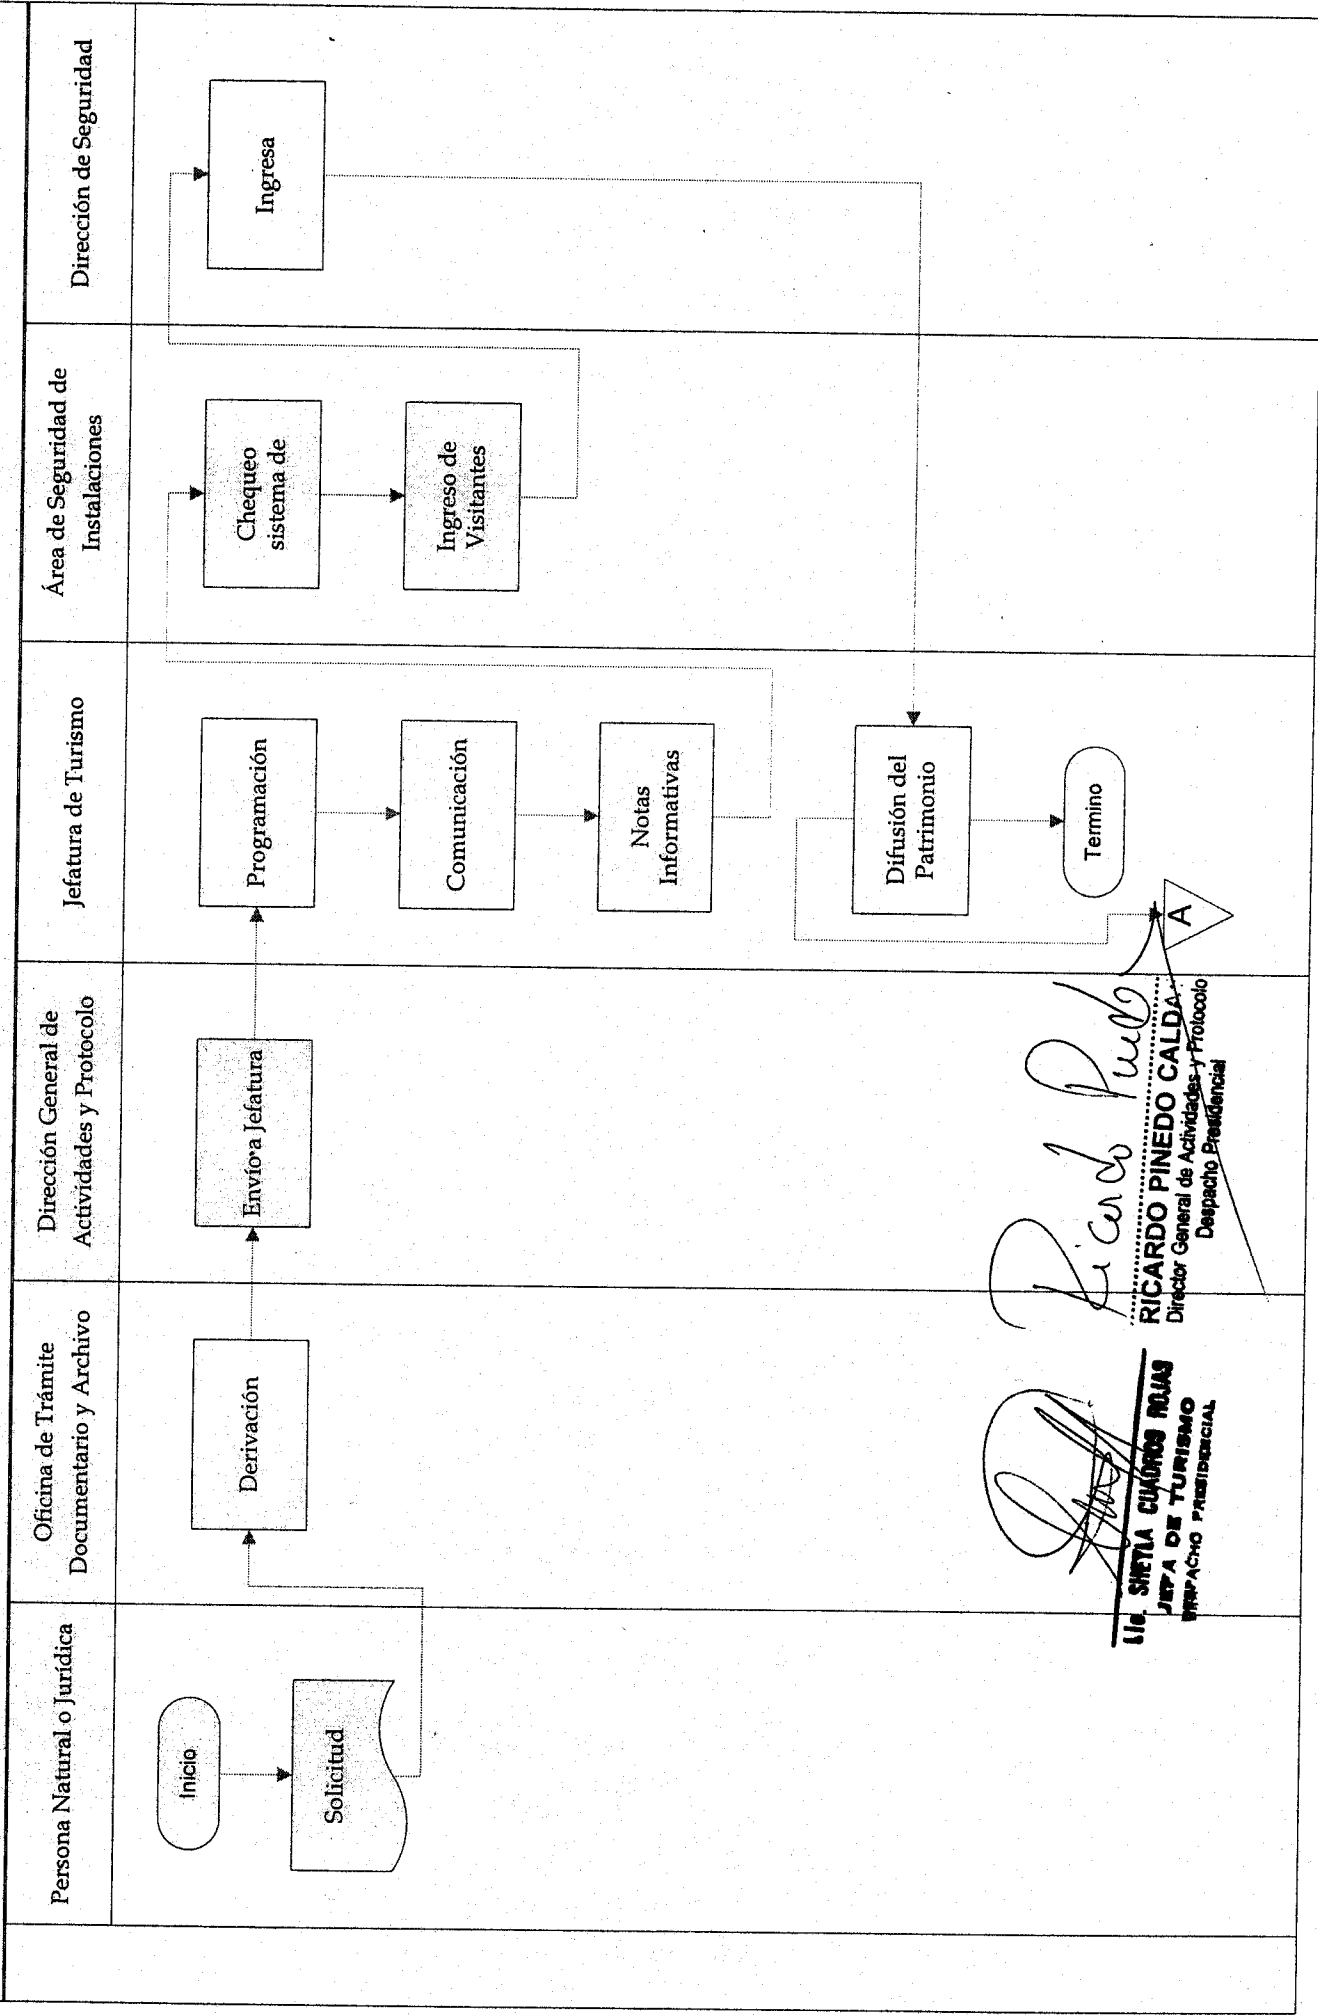 Persona Natural o Jurídica
Oficina de Trámite
Documentario y Archivo
Dirección General de
Actividades y Protocolo
Jefatura de Turismo
Área de Seguridad de
Instalaciones
Dirección de Seguridad
Inicio
Solicitud
Derivación
Envío a Jefatura
Programación
Comunicación
Notas
Informativas
Chequeo
sistema de
Ingreso de
Visitantes
Ingresa
Difusión del
Patrimonio
Termino
A
Lic. SHEYLA CUADROS ROJAS
JEFA DE TURISMO
DESPACHO PRESIDENCIAL
Ricardo
RICARDO PINEDO CALDA
Director General de Actividades y Protocolo
Despacho Presidencial